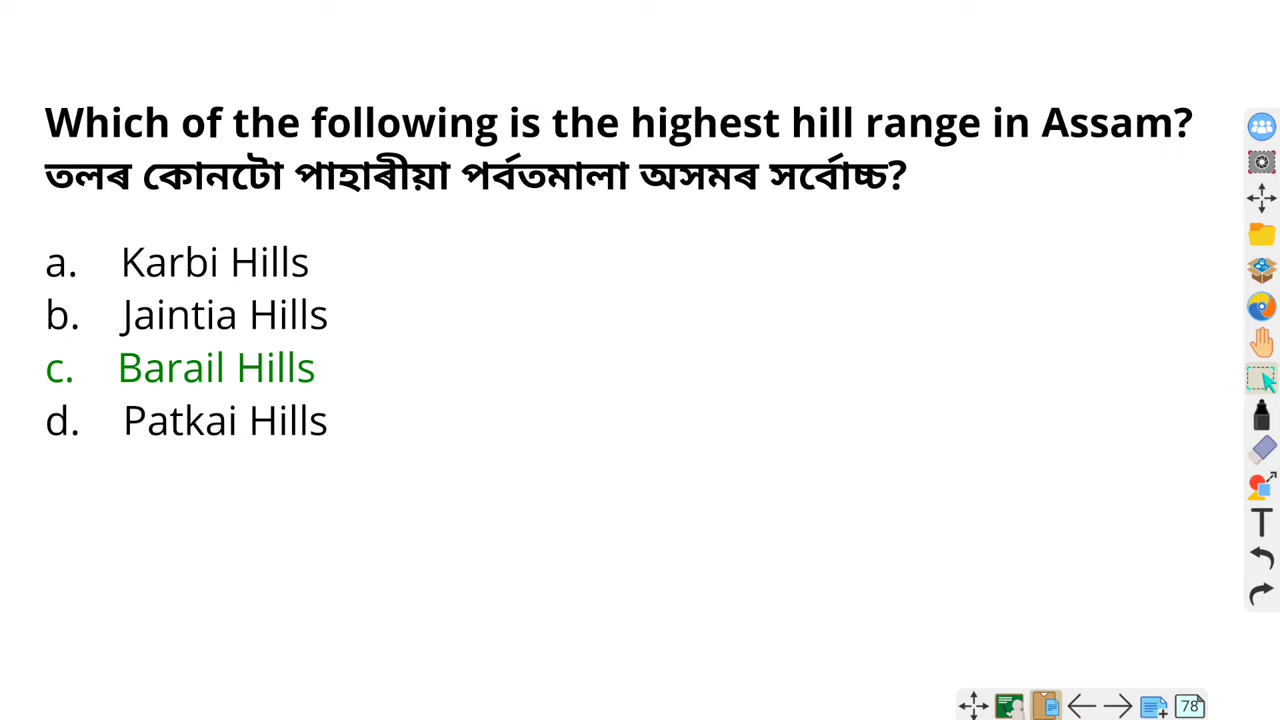 Which of the following is the highest hill range in Assam?
তলৰ কোনটো পাহাৰীয়া পৰ্বতমালা অসমৰ সৰ্বোচ্চ?
a. Karbi Hills
b. Jaintia Hills
c. Barail Hills
d. Patkai Hills
T
78